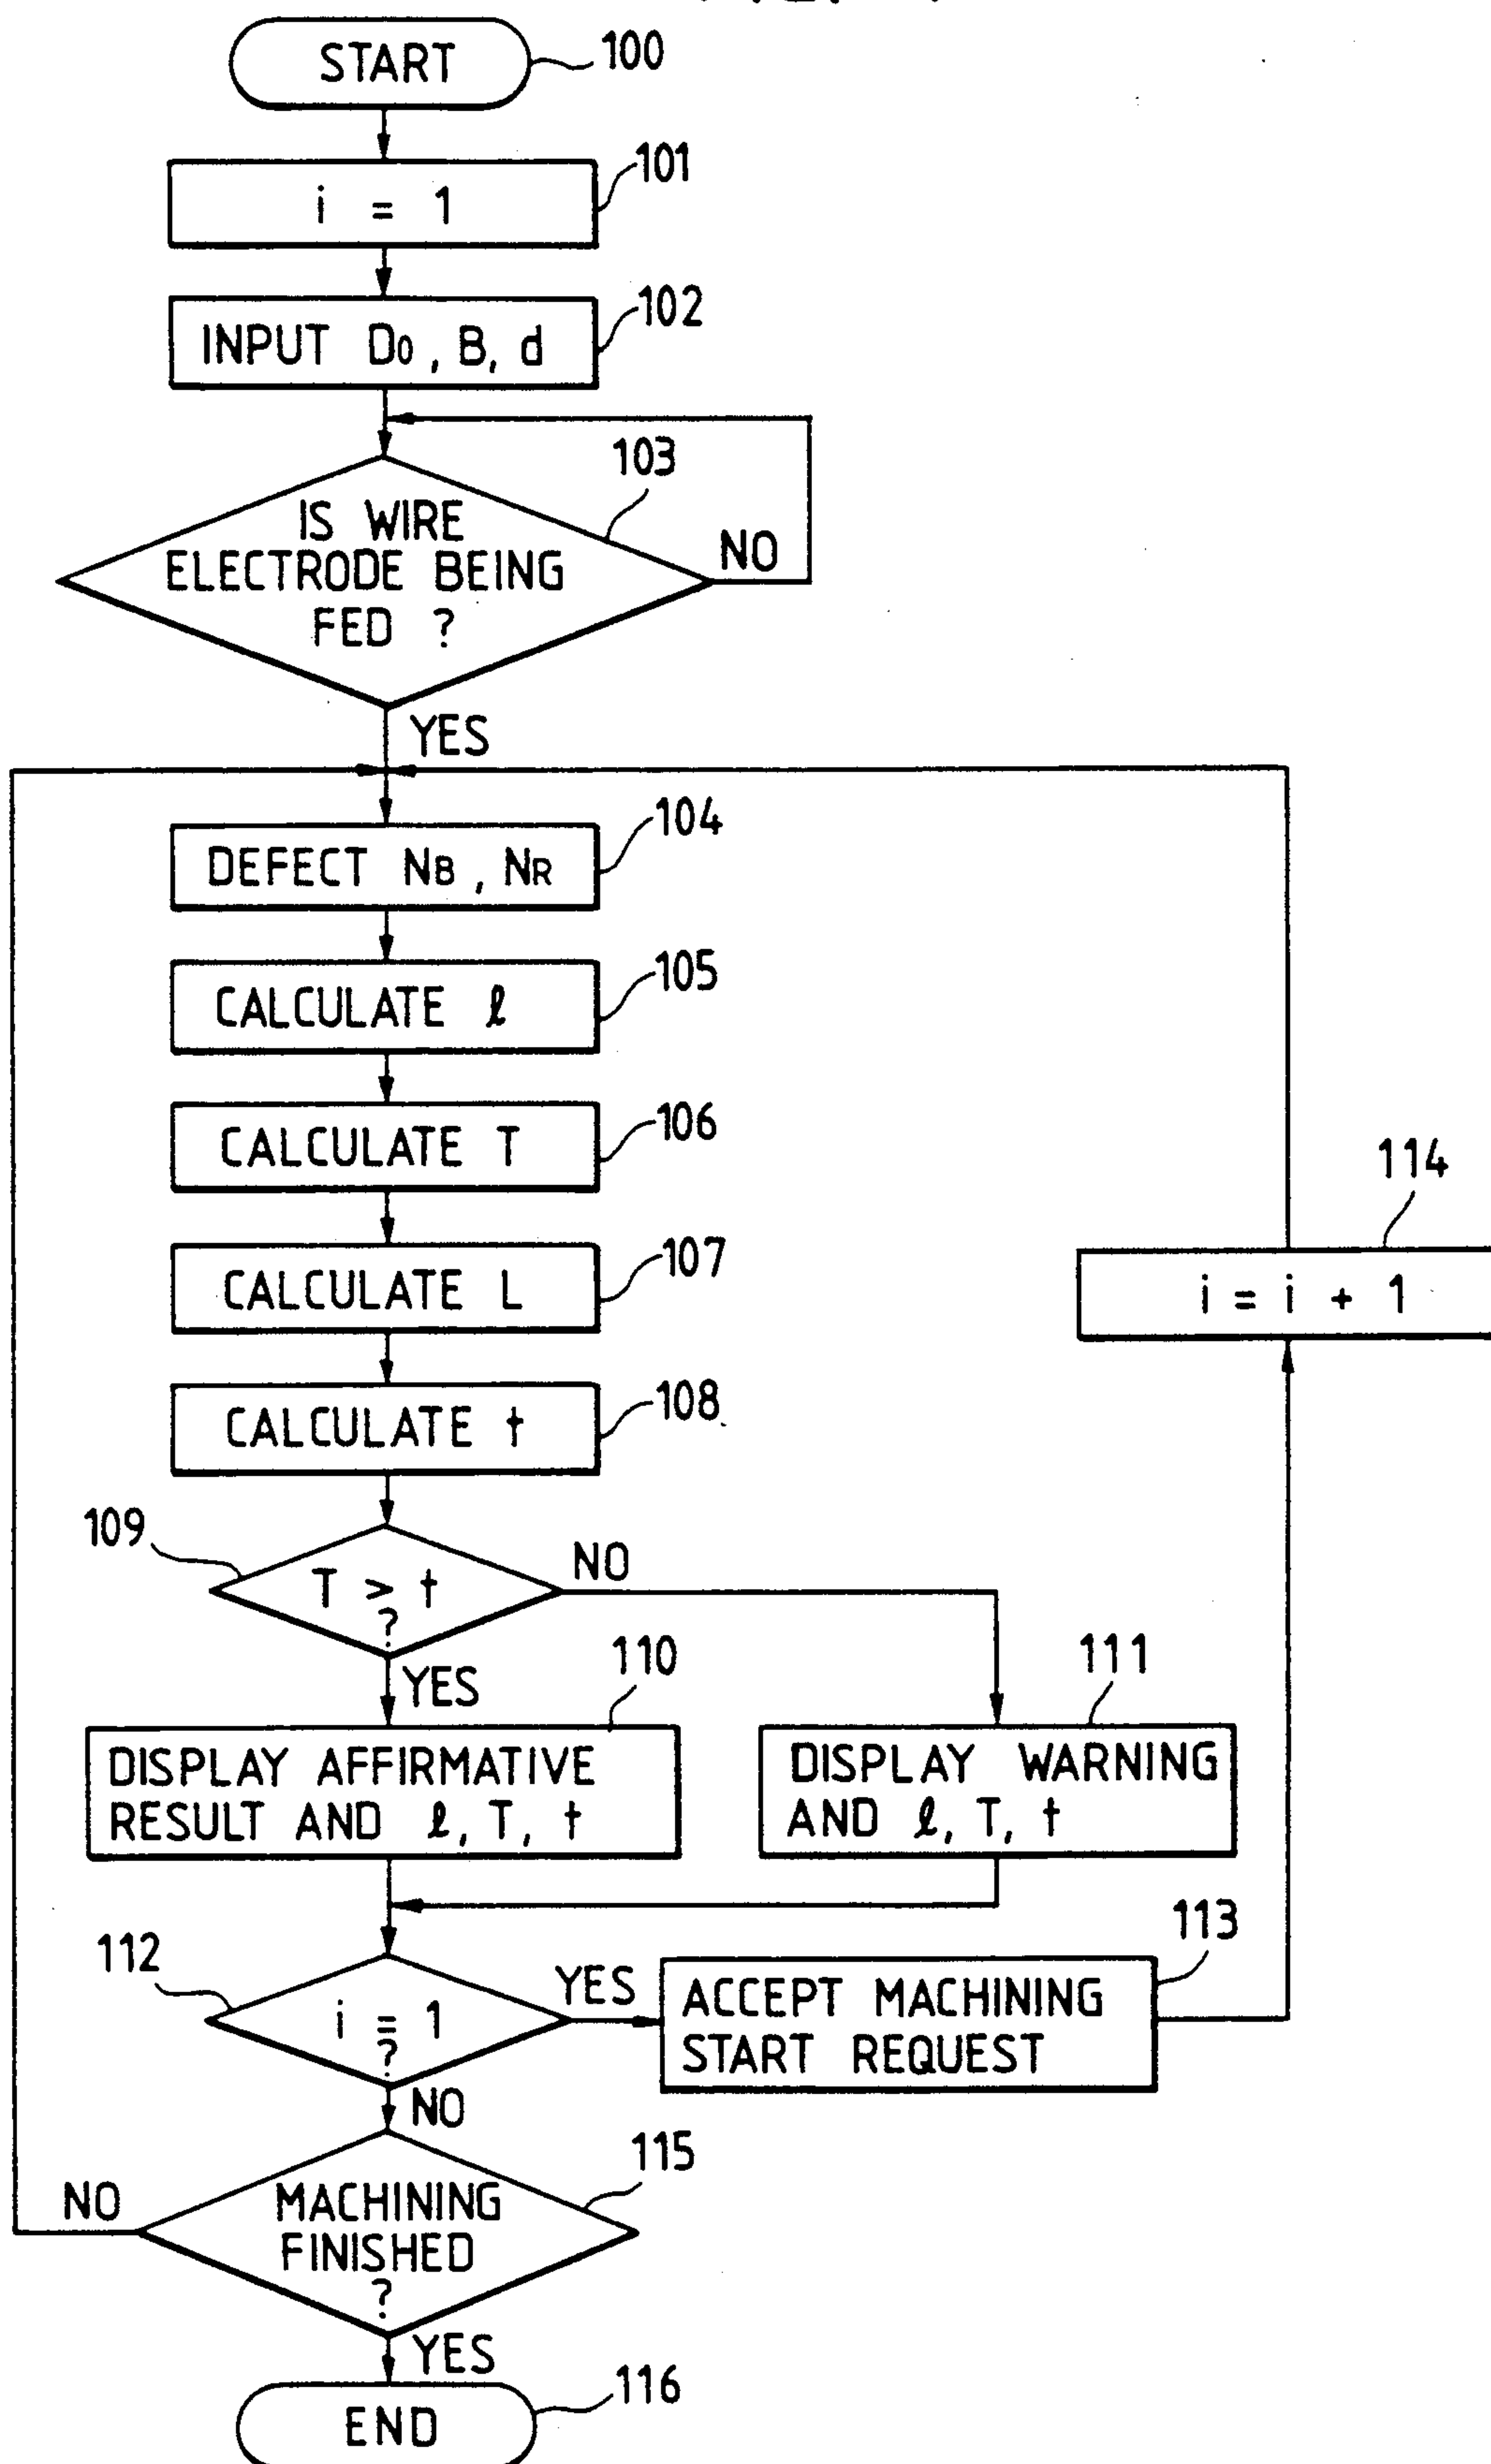 START
100
i = 1
101
INPUT D0, B, d
102
103
IS WIRE
ELECTRODE BEING
FED ?
NO
YES
DEFECT NB, NR
104
CALCULATE ℓ
105
CALCULATE T
106
CALCULATE L
107
CALCULATE t
108
114
i = i + 1
109
T > t
?
NO
YES
110
DISPLAY AFFIRMATIVE
RESULT AND ℓ, T, t
111
DISPLAY WARNING
AND ℓ, T, t
112
i = 1
?
YES
113
ACCEPT MACHINING
START REQUEST
NO
115
MACHINING
FINISHED
?
NO
YES
END
116